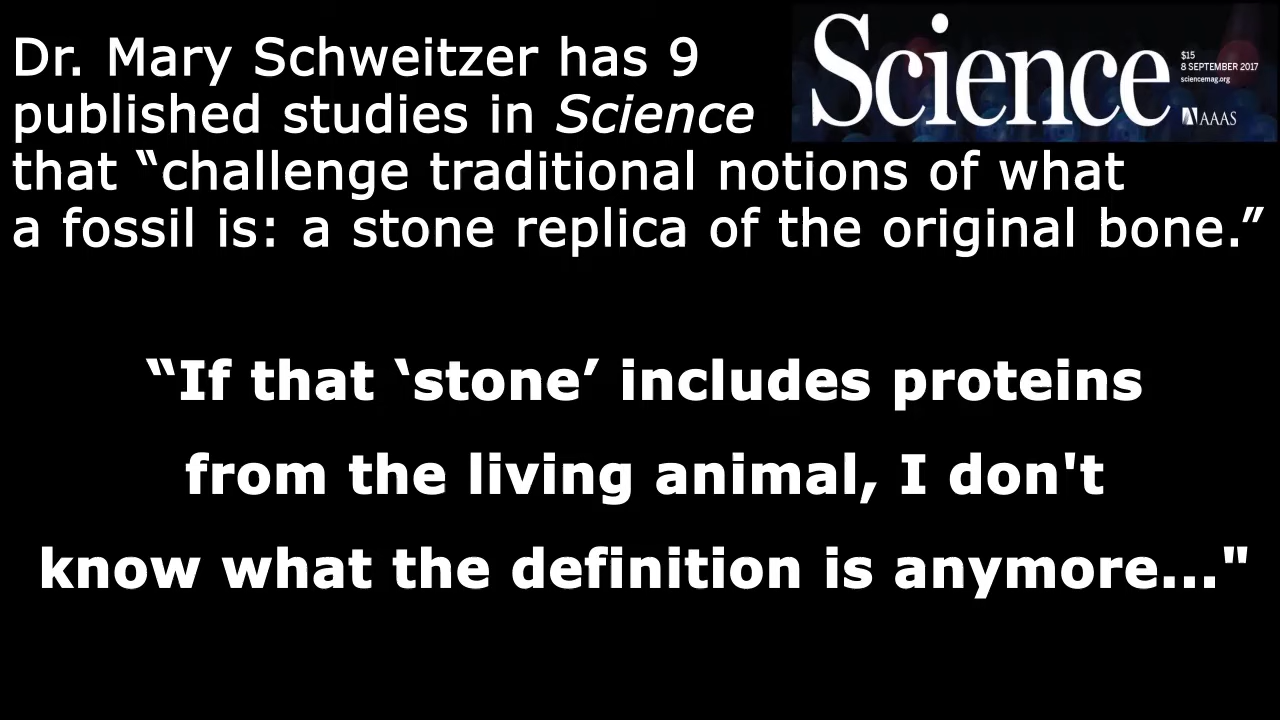 Dr. Mary Schweitzer has 9
published studies in Science
that “challenge traditional notions of what
a fossil is: a stone replica of the original bone.”
Science
$15
8 SEPTEMBER 2017
sciencemag.org
AAAS
“If that ‘stone’ includes proteins
from the living animal, I don't
know what the definition is anymore..."